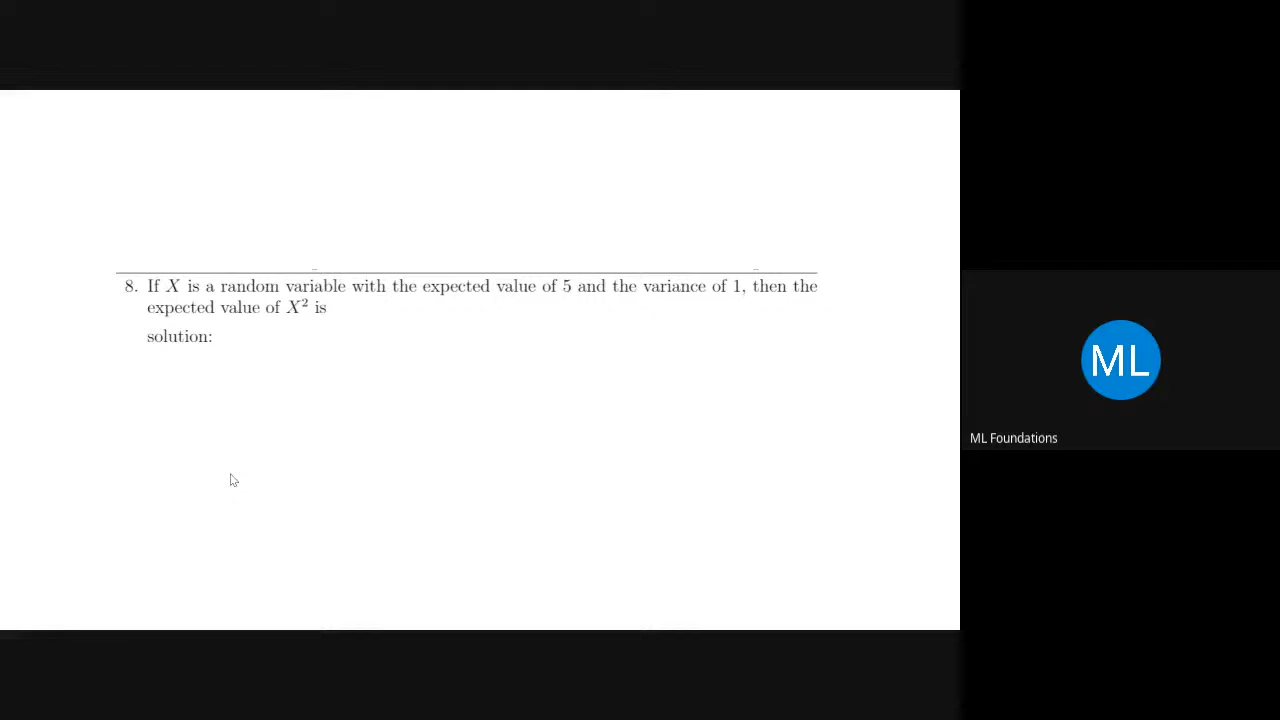 8. If X is a random variable with the expected value of 5 and the variance of 1, then the
expected value of X² is
solution:
ML
ML Foundations